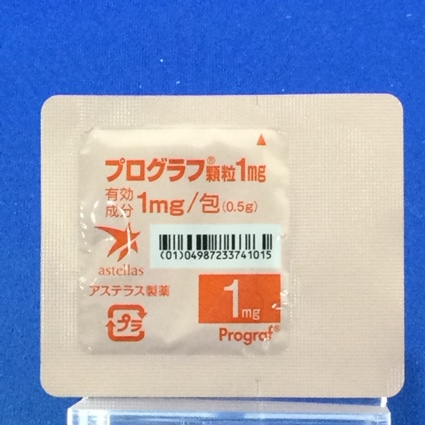 プログラフ®顆粒1mg
有効成分 1mg/包(0.5g)
(01)04987233741015
astellas
アステラス製薬
プラ
1mg
Prograf®